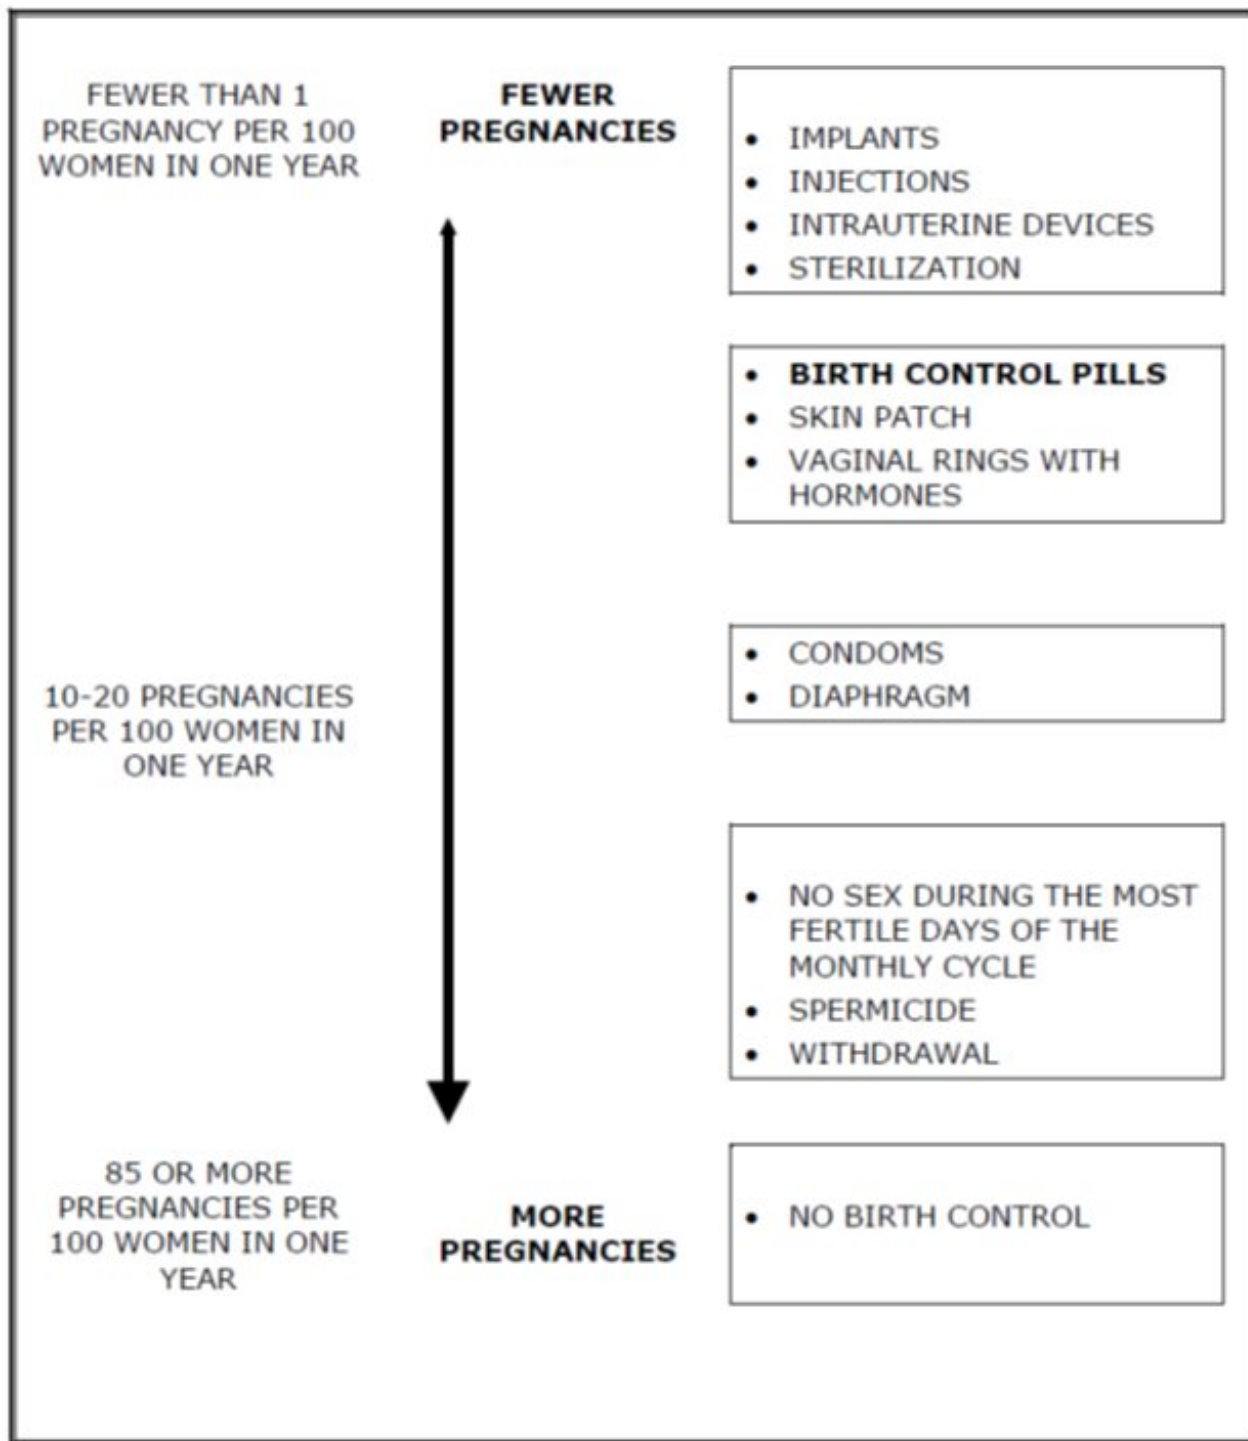 FEWER THAN 1
PREGNANCY PER 100
WOMEN IN ONE YEAR
FEWER
PREGNANCIES
• IMPLANTS
• INJECTIONS
• INTRAUTERINE DEVICES
• STERILIZATION
• BIRTH CONTROL PILLS
• SKIN PATCH
• VAGINAL RINGS WITH
HORMONES
10-20 PREGNANCIES
PER 100 WOMEN IN
ONE YEAR
• CONDOMS
• DIAPHRAGM
• NO SEX DURING THE MOST
FERTILE DAYS OF THE
MONTHLY CYCLE
• SPERMICIDE
• WITHDRAWAL
85 OR MORE
PREGNANCIES PER
100 WOMEN IN ONE
YEAR
MORE
PREGNANCIES
• NO BIRTH CONTROL